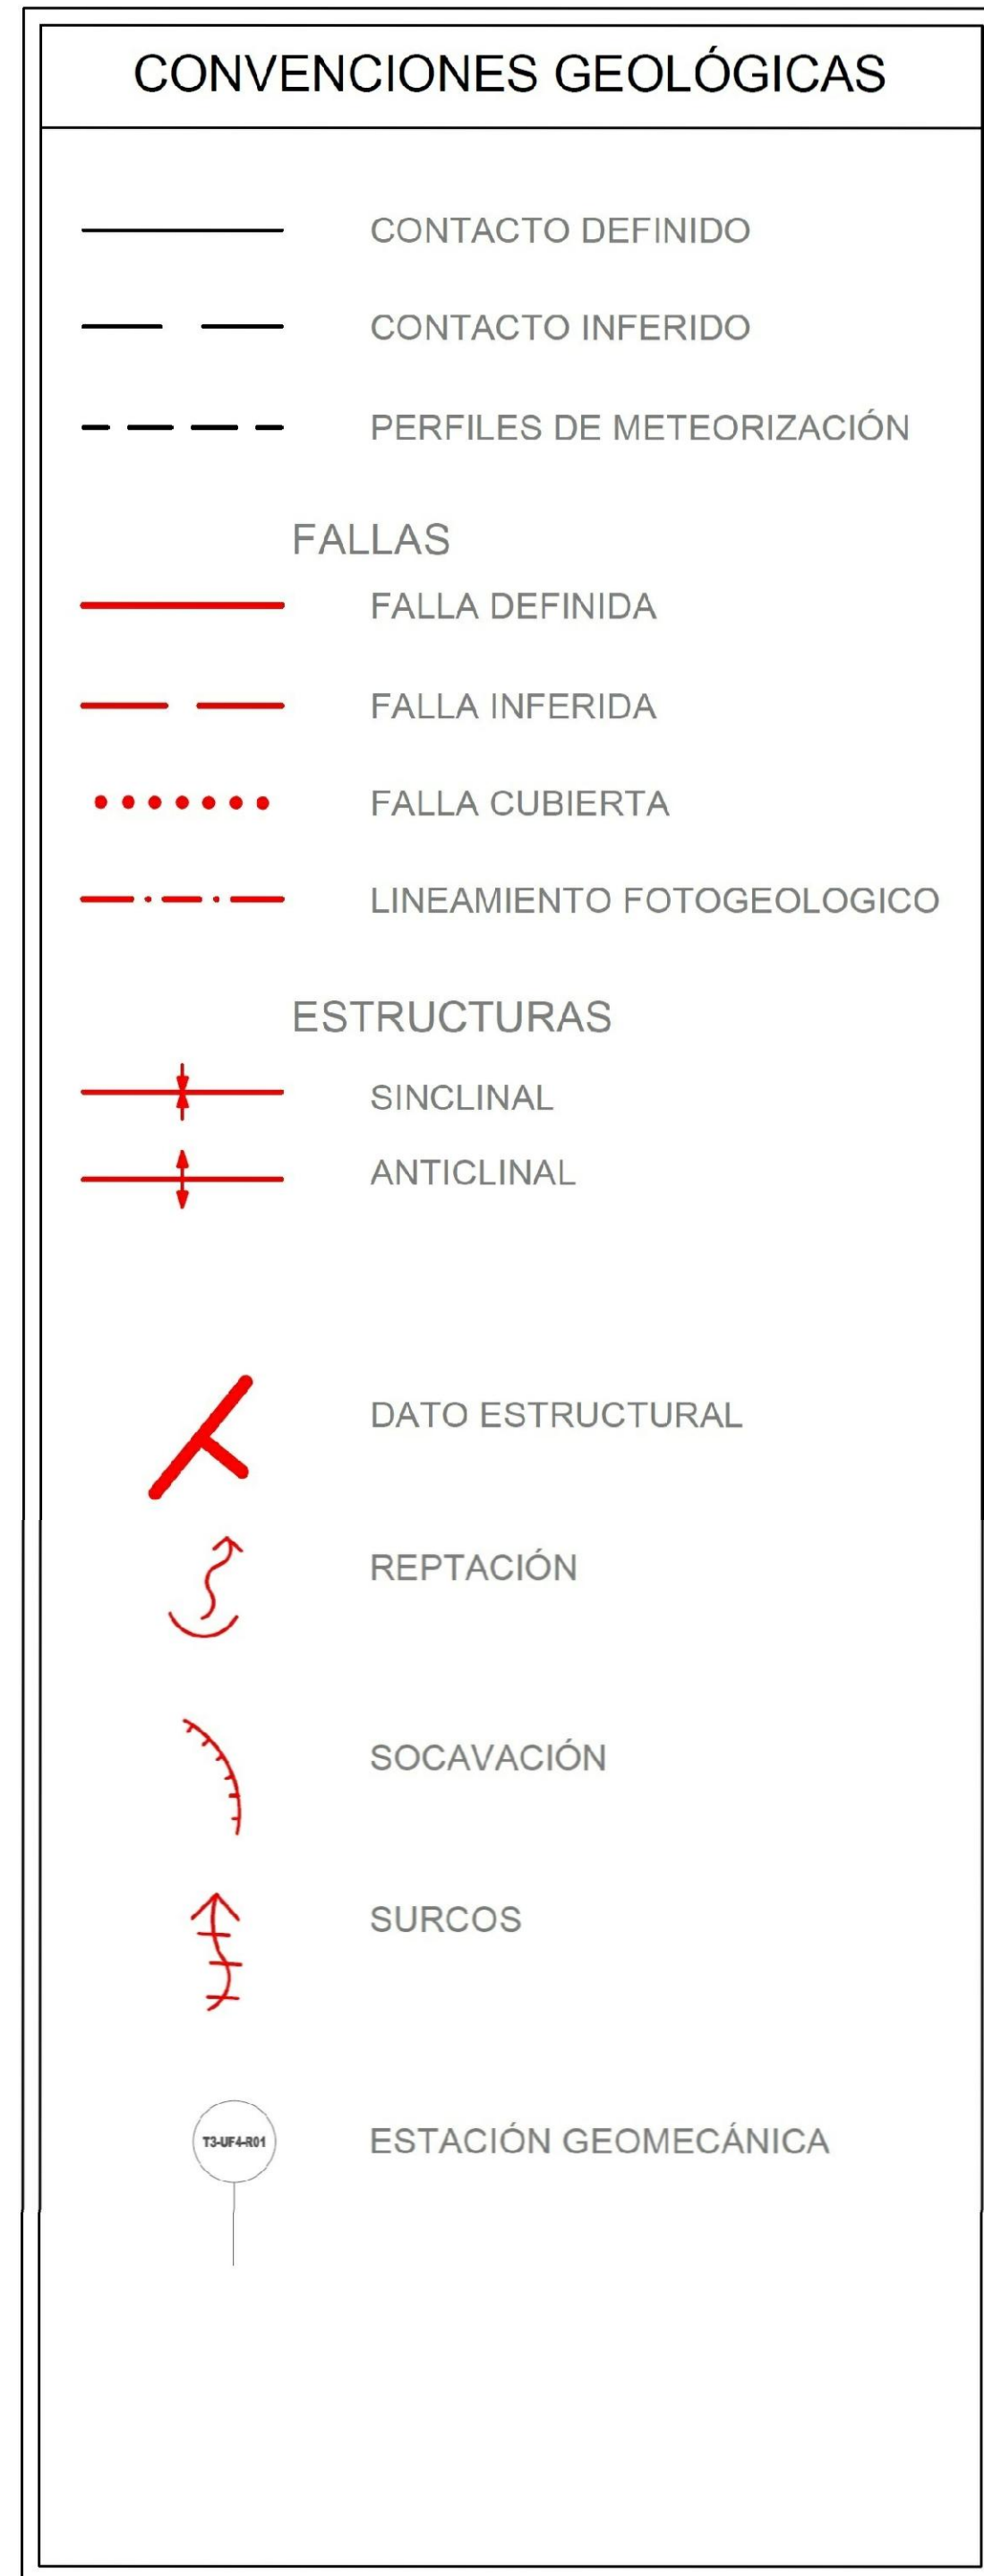 CONVENCIONES GEOLÓGICAS
CONTACTO DEFINIDO
CONTACTO INFERIDO
PERFILES DE METEORIZACIÓN
FALLAS
FALLA DEFINIDA
FALLA INFERIDA
FALLA CUBIERTA
LINEAMIENTO FOTOGEOLOGICO
ESTRUCTURAS
SINCLINAL
ANTICLINAL
DATO ESTRUCTURAL
REPTACIÓN
SOCAVACIÓN
SURCOS
T3-UF4-R01 ESTACIÓN GEOMECÁNICA